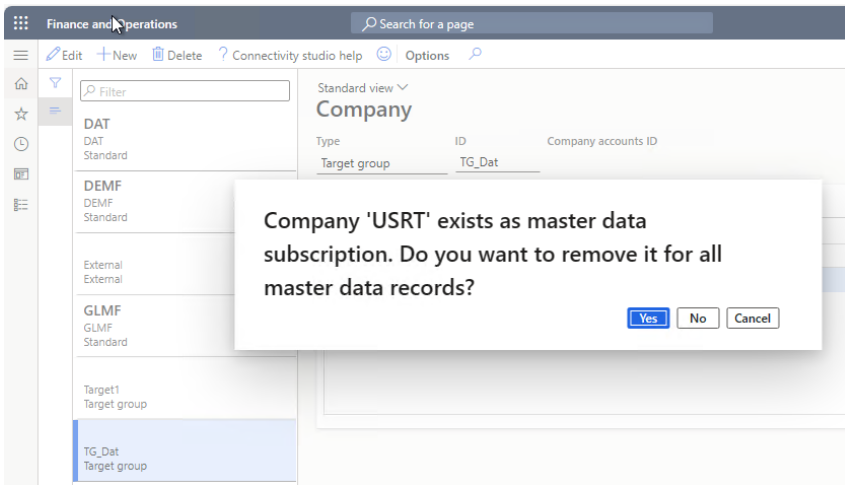 Finance and Operations
Search for a page
Edit New Delete ? Connectivity studio help Options
Filter
DAT
DAT
Standard
DEMF
DEMF
Standard
External
External
GLMF
GLMF
Standard
Target1
Target group
TG_Dat
Target group
Standard view
Company
Type ID Company accounts ID
Target group TG_Dat
Company 'USRT' exists as master data
subscription. Do you want to remove it for all
master data records?
Yes No Cancel